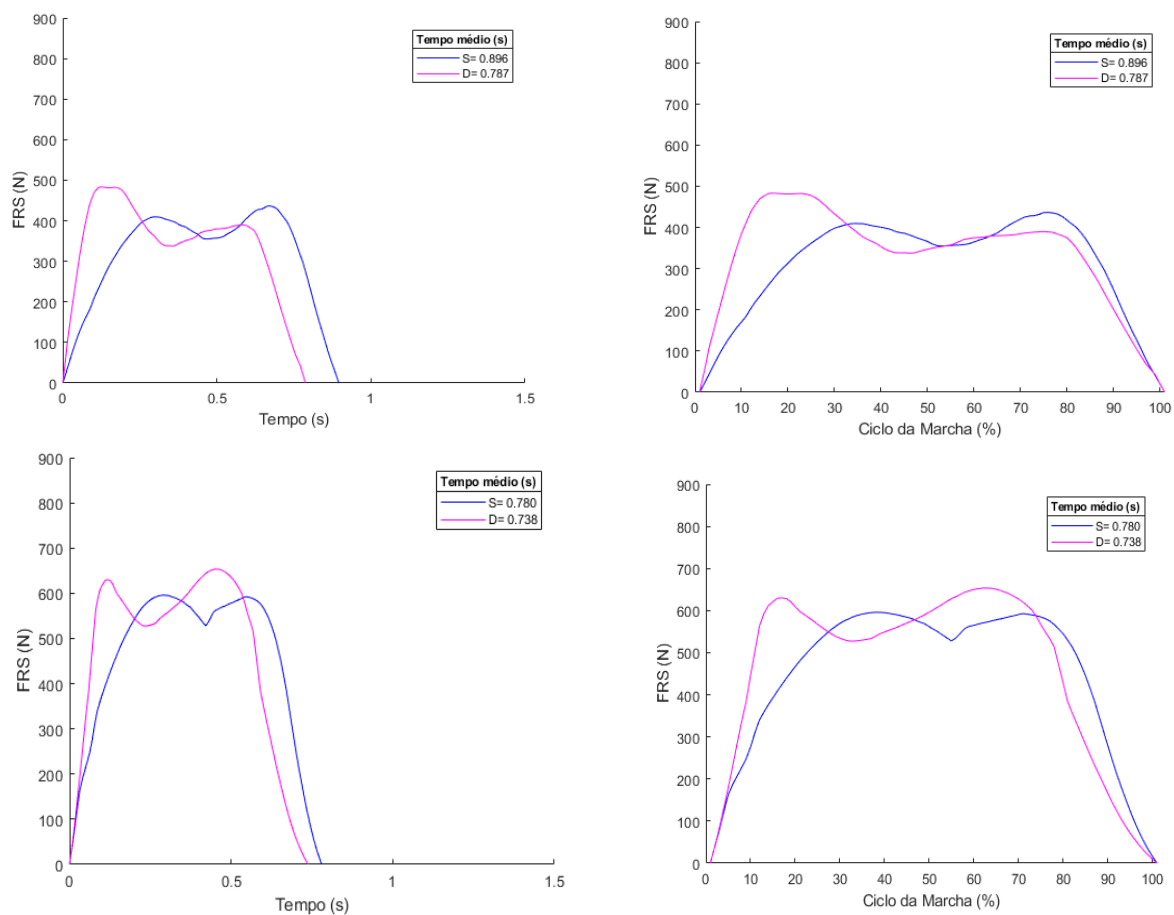 900
800
700
600
500
400
300
200
100
0
FRS (N)
0 0.5 1 1.5
Tempo (s)
Tempo médio (s)
S= 0.896
D= 0.787
900
800
700
600
500
400
300
200
100
0
FRS (N)
0 10 20 30 40 50 60 70 80 90 100
Ciclo da Marcha (%)
Tempo médio (s)
S= 0.896
D= 0.787
900
800
700
600
500
400
300
200
100
0
FRS (N)
0 0.5 1 1.5
Tempo (s)
Tempo médio (s)
S= 0.780
D= 0.738
900
800
700
600
500
400
300
200
100
0
FRS (N)
0 10 20 30 40 50 60 70 80 90 100
Ciclo da Marcha (%)
Tempo médio (s)
S= 0.780
D= 0.738